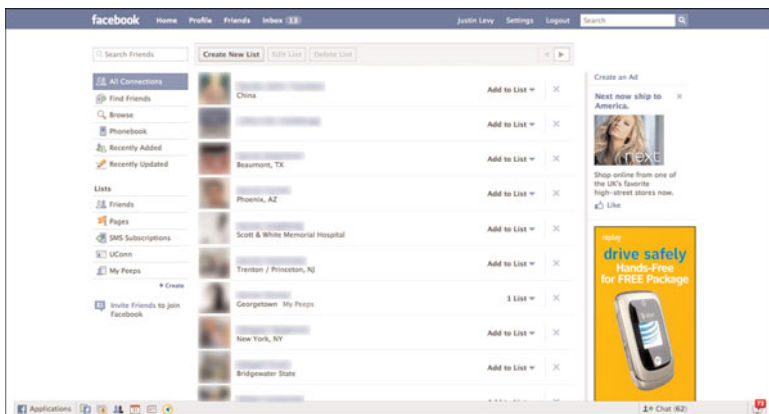 facebook Home Profile Friends Inbox 13 Justin Levy Settings Logout Search
Search Friends
All Connections
Find Friends
Browse
Phonebook
Recently Added
Recently Updated
Lists
Friends
Pages
SMS Subscriptions
UConn
My Peeps
+ Create
Invite Friends to join
Facebook
Create New List Edit List Delete List
China Add to List
Add to List
Beaumont, TX Add to List
Phoenix, AZ Add to List
Scott & White Memorial Hospital Add to List
Trenton / Princeton, NJ Add to List
Georgetown My Peeps 1 List
New York, NY Add to List
Bridgewater State Add to List
Create an Ad
Next now ship to
America.
next
Shop online from one of
the UK's favorite
high-street stores now.
Like
replay
drive safely
Hands-Free
for FREE Package
Applications
Chat (62)